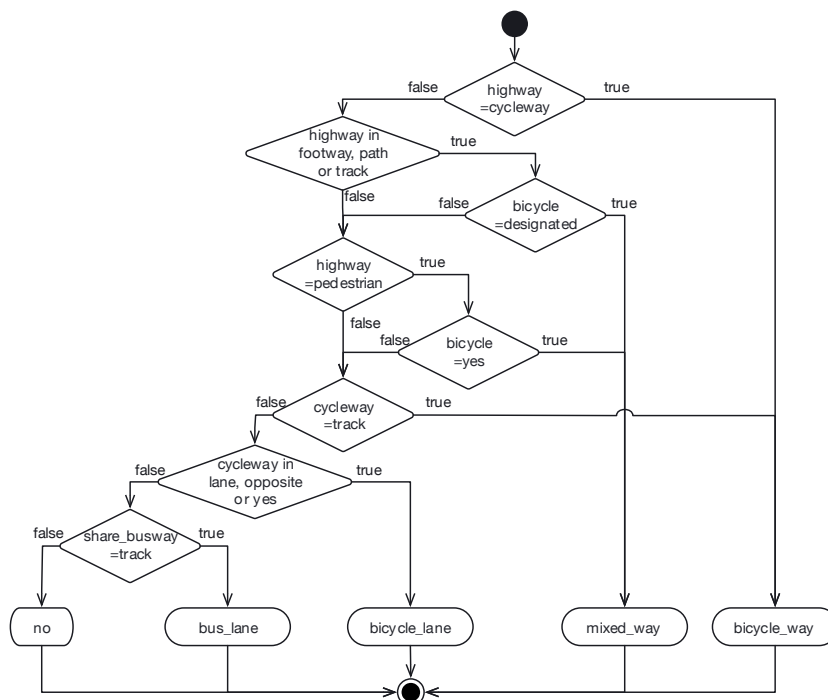 highway
=cycleway
false
true
highway in
footway, path
or track
true
false
bicycle
=designated
false
true
highway
=pedestrian
true
false
bicycle
=yes
false
true
cycleway
=track
false
true
cycleway in
lane, opposite
or yes
false
true
share_busway
=track
false
true
no
bus_lane
bicycle_lane
mixed_way
bicycle_way